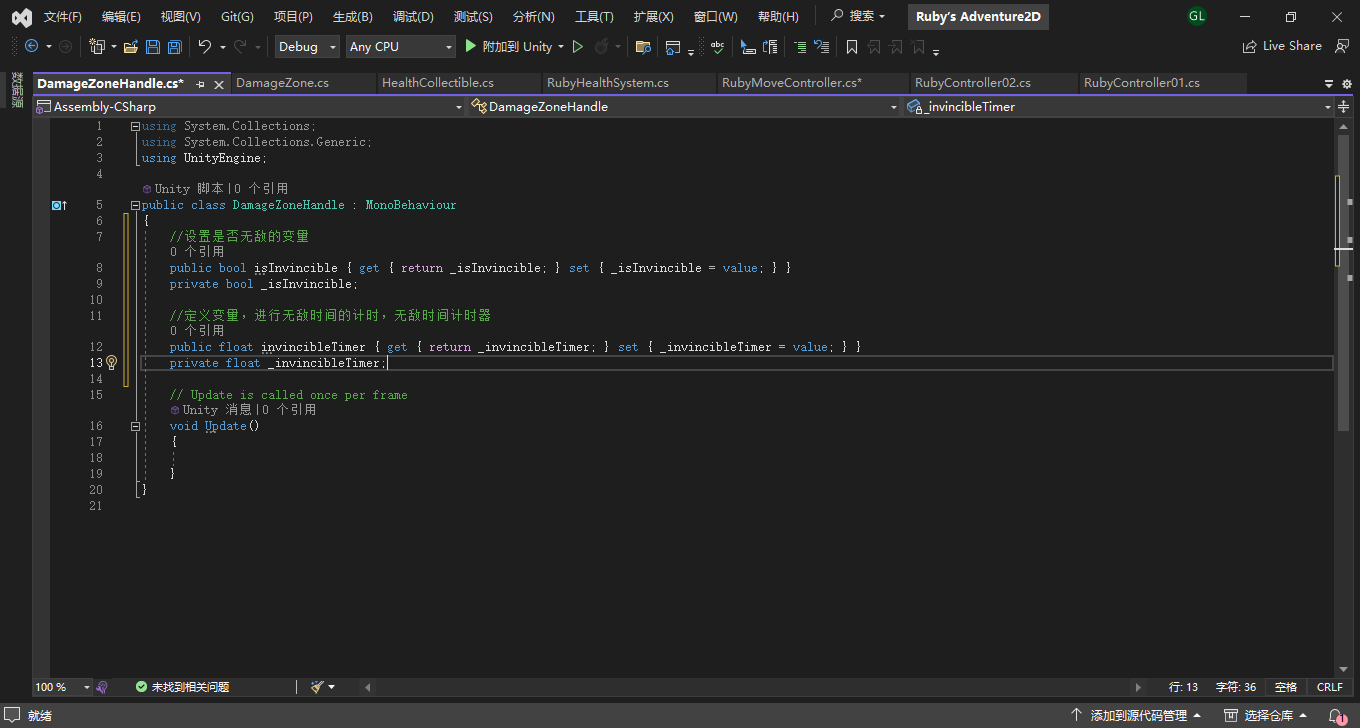 文件(F) 编辑(E) 视图(V) Git(G) 项目(P) 生成(B) 调试(D) 测试(S) 分析(N) 工具(T) 扩展(X) 窗口(W) 帮助(H) 搜索 Ruby's Adventure2D GL
Debug Any CPU 附加到 Unity Live Share
数据源
DamageZoneHandle.cs* DamageZone.cs HealthCollectible.cs RubyHealthSystem.cs RubyMoveController.cs* RubyController02.cs RubyController01.cs
Assembly-CSharp DamageZoneHandle _invincibleTimer
1 using System.Collections;
2 using System.Collections.Generic;
3 using UnityEngine;
4
Unity 脚本|0 个引用
5 public class DamageZoneHandle : MonoBehaviour
6 {
7 //设置是否无敌的变量
0 个引用
8 public bool isInvincible { get { return _isInvincible; } set { _isInvincible = value; } }
9 private bool _isInvincible;
10
11 //定义变量，进行无敌时间的计时，无敌时间计时器
0 个引用
12 public float invincibleTimer { get { return _invincibleTimer; } set { _invincibleTimer = value; } }
13 private float _invincibleTimer;
14
15 // Update is called once per frame
Unity 消息|0 个引用
16 void Update()
17 {
18
19 }
20 }
21
100 % 未找到相关问题 行: 13 字符: 36 空格 CRLF
就绪 添加到源代码管理 选择仓库 1